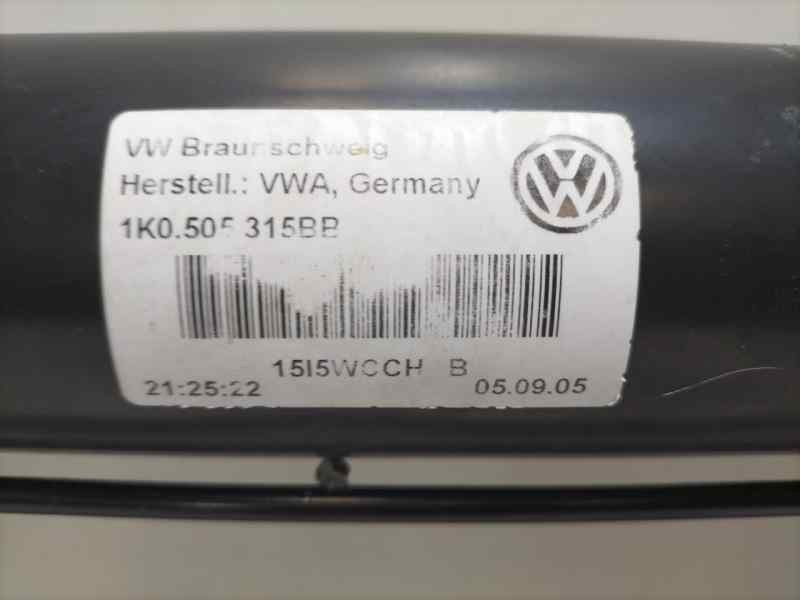 VW Braunschweig
Herstell.: VWA, Germany
1K0.505 315BB
15I5WCCH B
21:25:22 05.09.05